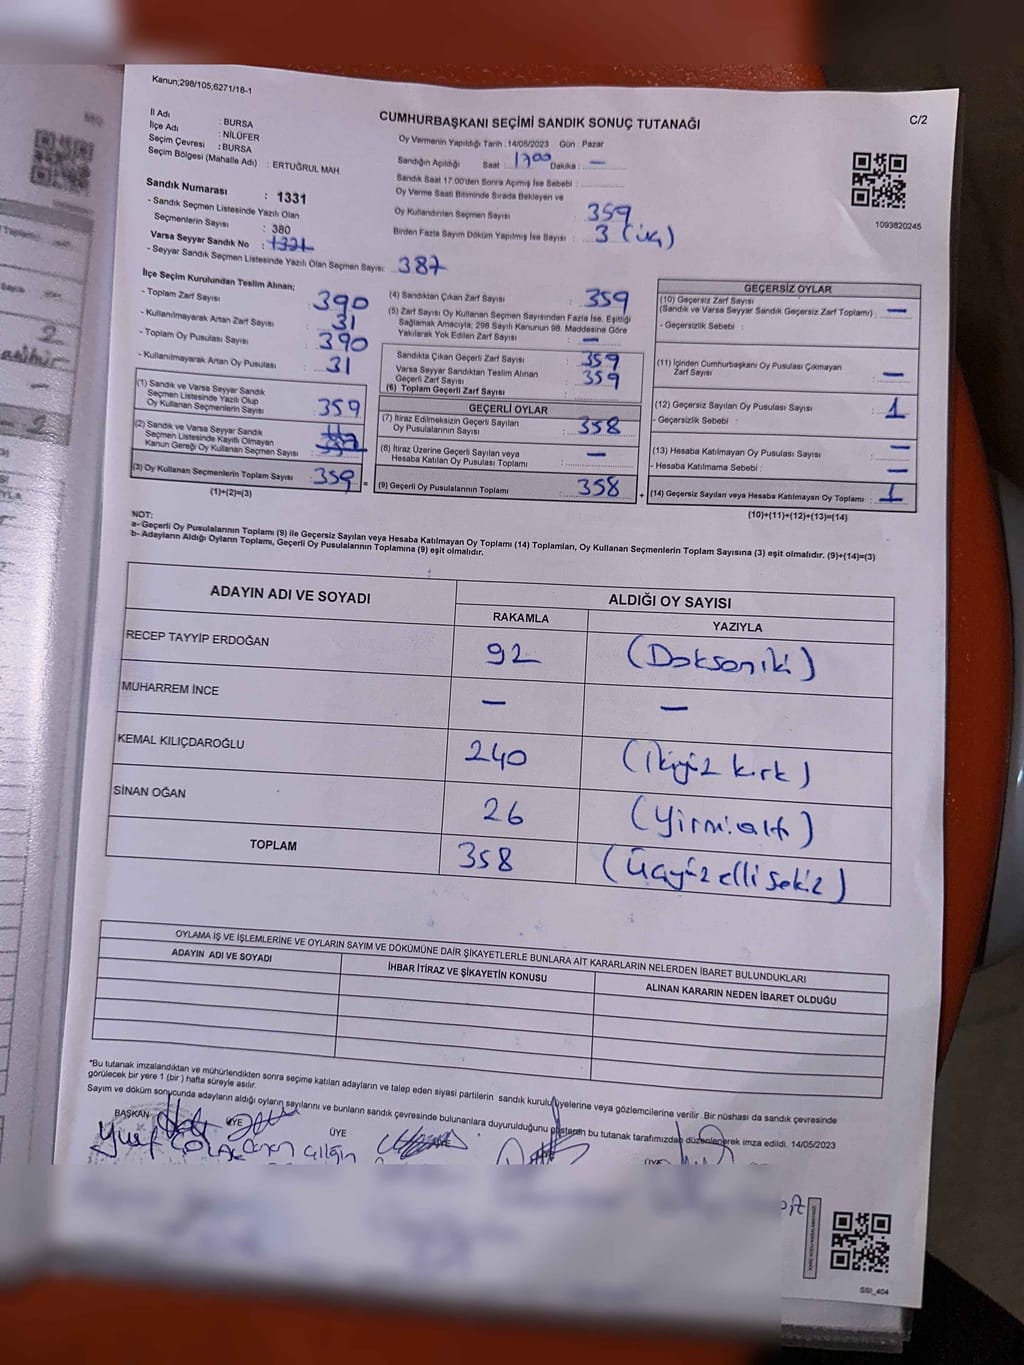 Kanun;298/105,6271/18-1
C/2
CUMHURBAŞKANI SEÇİMİ SANDIK SONUÇ TUTANAĞI
İl Adı : BURSA
İlçe Adı : NİLÜFER
Seçim Çevresi : BURSA
Seçim Bölgesi (Mahalle Adı) : ERTUĞRUL MAH.
Sandık Numarası : 1331
- Sandık Seçmen Listesinde Yazılı Olan
Seçmenlerin Sayısı : 380
Varsa Seyyar Sandık No : 1331
- Seyyar Sandık Seçmen Listesinde Yazılı Olan Seçmen Sayısı: 387
Oy Vermenin Yapıldığı Tarih :14/05/2023 Gün : Pazar
Sandığın Açıldığı Saat : 17:00 Dakika : —
Sandık Saat 17:00'den Sonra Açılmış İse Sebebi :
Oy Verme Saati Bitiminde Sırada Bekleyen ve
Oy Kullandırılan Seçmen Sayısı : 359
Birden Fazla Sayım Döküm Yapılmış İse Sayısı : 3 (üç)
1093820245
İlçe Seçim Kurulundan Teslim Alınan;
- Toplam Zarf Sayısı : 390
- Kullanılmayarak Artan Zarf Sayısı : 31
- Toplam Oy Pusulası Sayısı : 390
- Kullanılmayarak Artan Oy Pusulası : 31
(1) Sandık ve Varsa Seyyar Sandık
Seçmen Listesinde Yazılı Olup
Oy Kullanan Seçmenlerin Sayısı : 359
(2) Sandık ve Varsa Seyyar Sandık
Seçmen Listesinde Kayıtlı Olmayan
Kanun Gereği Oy Kullanan Seçmen Sayısı :
(3) Oy Kullanan Seçmenlerin Toplam Sayısı : 359
(1)+(2)=(3)
(4) Sandıktan Çıkan Zarf Sayısı : 359
(5) Zarf Sayısı Oy Kullanan Seçmen Sayısından Fazla İse, Eşitliği
Sağlamak Amacıyla; 298 Sayılı Kanunun 98. Maddesine Göre
Yakılarak Yok Edilen Zarf Sayısı : —
Sandıkta Çıkan Geçerli Zarf Sayısı : 359
Varsa Seyyar Sandıktan Teslim Alınan
Geçerli Zarf Sayısı : 359
(6) Toplam Geçerli Zarf Sayısı :
GEÇERLİ OYLAR
(7) İtiraz Edilmeksizin Geçerli Sayılan
Oy Pusulalarının Sayısı : 358
(8) İtiraz Üzerine Geçerli Sayılan veya
Hesaba Katılan Oy Pusulası Toplamı : —
(9) Geçerli Oy Pusulalarının Toplamı : 358
GEÇERSİZ OYLAR
(10) Geçersiz Zarf Sayısı
(Sandık ve Varsa Seyyar Sandık Geçersiz Zarf Toplamı) : —
- Geçersizlik Sebebi :
(11) İçinden Cumhurbaşkanı Oy Pusulası Çıkmayan
Zarf Sayısı : —
(12) Geçersiz Sayılan Oy Pusulası Sayısı : 1
- Geçersizlik Sebebi :
(13) Hesaba Katılmayan Oy Pusulası Sayısı : —
- Hesaba Katılmama Sebebi : —
(14) Geçersiz Sayılan veya Hesaba Katılmayan Oy Toplamı : 1
(10)+(11)+(12)+(13)=(14)
NOT:
a- Geçerli Oy Pusulalarının Toplamı (9) ile Geçersiz Sayılan veya Hesaba Katılmayan Oy Toplamı (14) Toplamları, Oy Kullanan Seçmenlerin Toplam Sayısına (3) eşit olmalıdır. (9)+(14)=(3)
b- Adayların Aldığı Oyların Toplamı, Geçerli Oy Pusulalarının Toplamına (9) eşit olmalıdır.
ADAYIN ADI VE SOYADI ALDIĞI OY SAYISI
RAKAMLA YAZIYLA
RECEP TAYYİP ERDOĞAN 92 (Doksaniki)
MUHARREM İNCE — —
KEMAL KILIÇDAROĞLU 240 (ikiyüz kırk)
SİNAN OĞAN 26 (Yirmialtı)
TOPLAM 358 (Üçyüz elli sekiz)
OYLAMA İŞ VE İŞLEMLERİNE VE OYLARIN SAYIM VE DÖKÜMÜNE DAİR ŞİKAYETLERLE BUNLARA AİT KARARLARIN NELERDEN İBARET BULUNDUKLARI
ADAYIN ADI VE SOYADI İHBAR İTİRAZ VE ŞİKAYETİN KONUSU ALINAN KARARIN NEDEN İBARET OLDUĞU
*Bu tutanak imzalandıktan ve mühürlendikten sonra seçime katılan adayların ve talep eden siyasi partilerin sandık kurulu üyelerine veya gözlemcilerine verilir .Bir nüshası da sandık çevresinde
görülecek bir yere 1 (bir ) hafta süreyle asılır.
Sayım ve döküm sonucunda adayların aldığı oyların sayılarını ve bunların sandık çevresinde bulunanlara duyurulduğunu gösteren bu tutanak tarafımızdan düzenlenerek imza edildi. 14/05/2023
BAŞKAN ÜYE ÜYE ÜYE
SSI_404